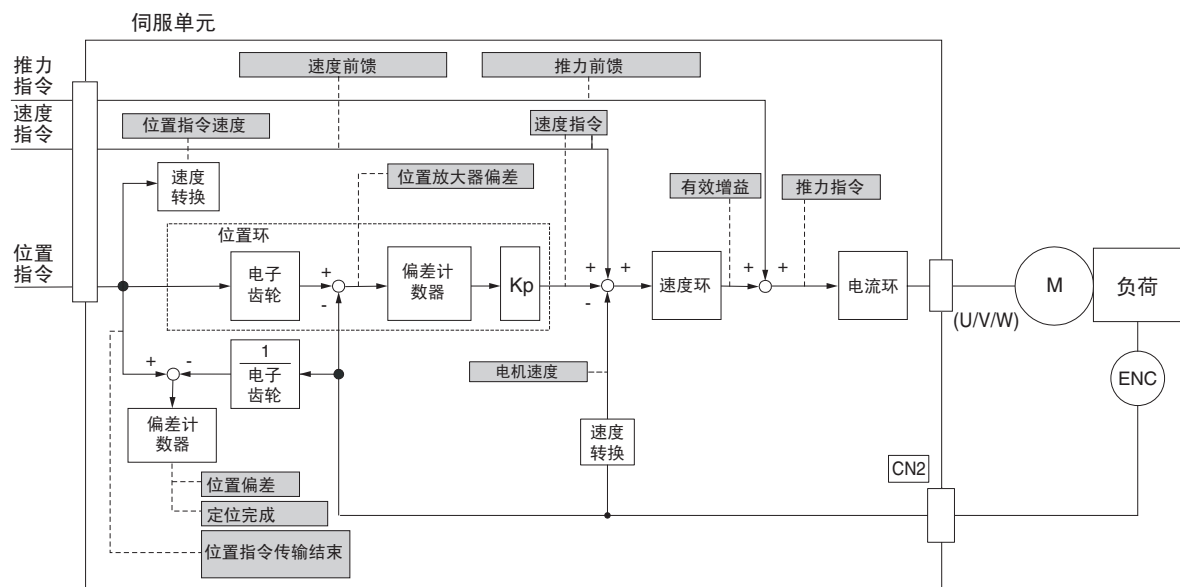 伺服单元
推力
指令
速度
指令
位置
指令
速度前馈
推力前馈
位置指令速度
速度指令
速度
转换
位置放大器偏差
有效增益
推力指令
位置环
电子
齿轮
+
-
偏差计
数器
Kp
+
+
-
速度环
+
+
电流环
(U/V/W)
M
负荷
ENC
+
-
1
电子
齿轮
电机速度
偏差计
数器
速度
转换
CN2
位置偏差
定位完成
位置指令传输结束